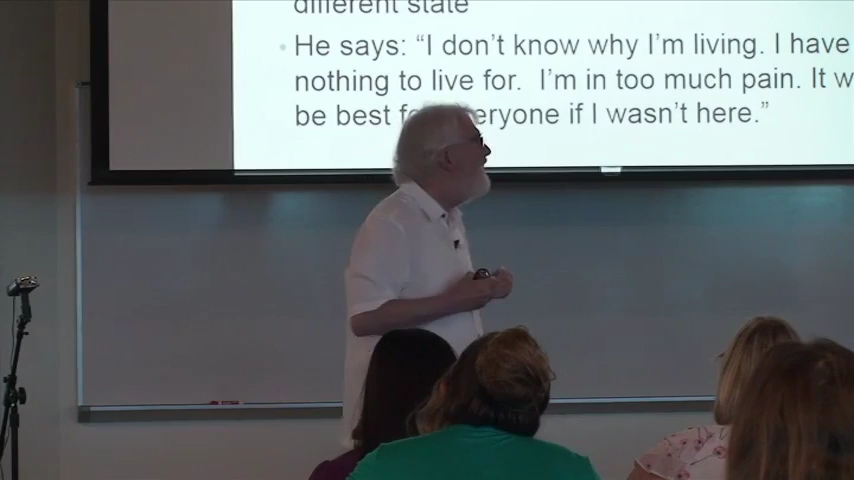 different state
• He says: “I don’t know why I’m living. I have
nothing to live for. I’m in too much pain. It
be best everyone if I wasn’t here.”